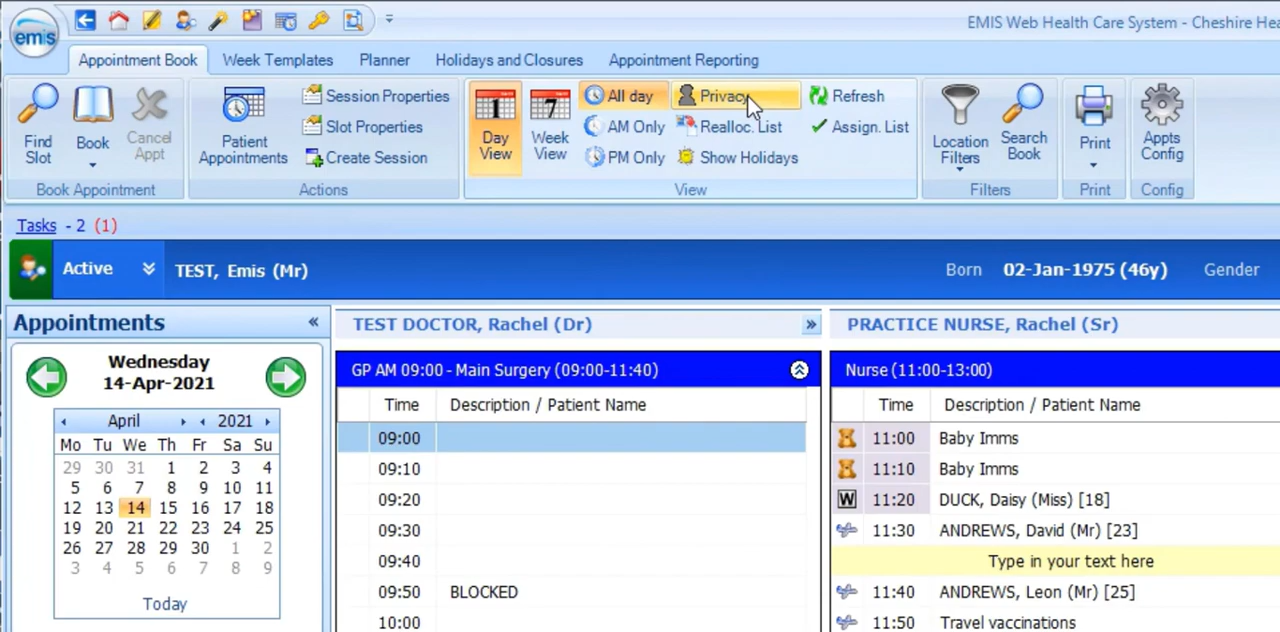 EMIS Web Health Care System - Cheshire Hea
emis
Appointment Book Week Templates Planner Holidays and Closures Appointment Reporting
Find Slot
Book
Cancel Appt
Book Appointment
Patient Appointments
Session Properties
Slot Properties
Create Session
Actions
1 Day View
7 Week View
All day
AM Only
PM Only
Privacy
Realloc. List
Show Holidays
Refresh
Assign. List
View
Location Filters
Search Book
Filters
Print
Print
Appts Config
Config
Tasks - 2 (1)
Active TEST, Emis (Mr) Born 02-Jan-1975 (46y) Gender
Appointments «
Wednesday
14-Apr-2021
April 2021
Mo Tu We Th Fr Sa Su
29 30 31 1 2 3 4
5 6 7 8 9 10 11
12 13 14 15 16 17 18
19 20 21 22 23 24 25
26 27 28 29 30 1 2
3 4 5 6 7 8 9
Today
TEST DOCTOR, Rachel (Dr) »
GP AM 09:00 - Main Surgery (09:00-11:40)
Time Description / Patient Name
09:00
09:10
09:20
09:30
09:40
09:50 BLOCKED
10:00
PRACTICE NURSE, Rachel (Sr)
Nurse (11:00-13:00)
Time Description / Patient Name
11:00 Baby Imms
11:10 Baby Imms
W 11:20 DUCK, Daisy (Miss) [18]
11:30 ANDREWS, David (Mr) [23]
Type in your text here
11:40 ANDREWS, Leon (Mr) [25]
11:50 Travel vaccinations